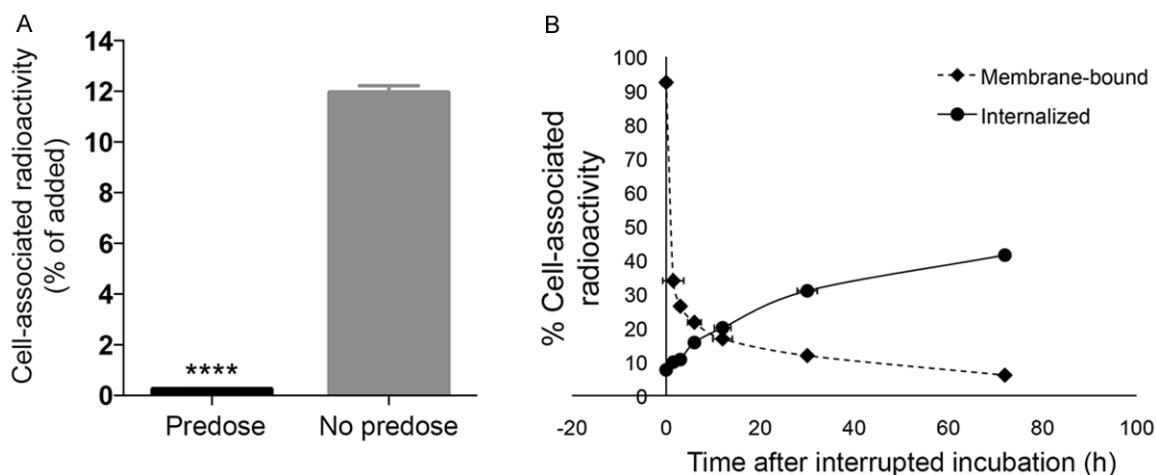 A
Cell-associated radioactivity
(% of added)
14
12
10
8
6
4
2
0
****
Predose
No predose
B
% Cell-associated
radioactivity
100
90
80
70
60
50
40
30
20
10
0
Membrane-bound
Internalized
-20
0
20
40
60
80
100
Time after interrupted incubation (h)